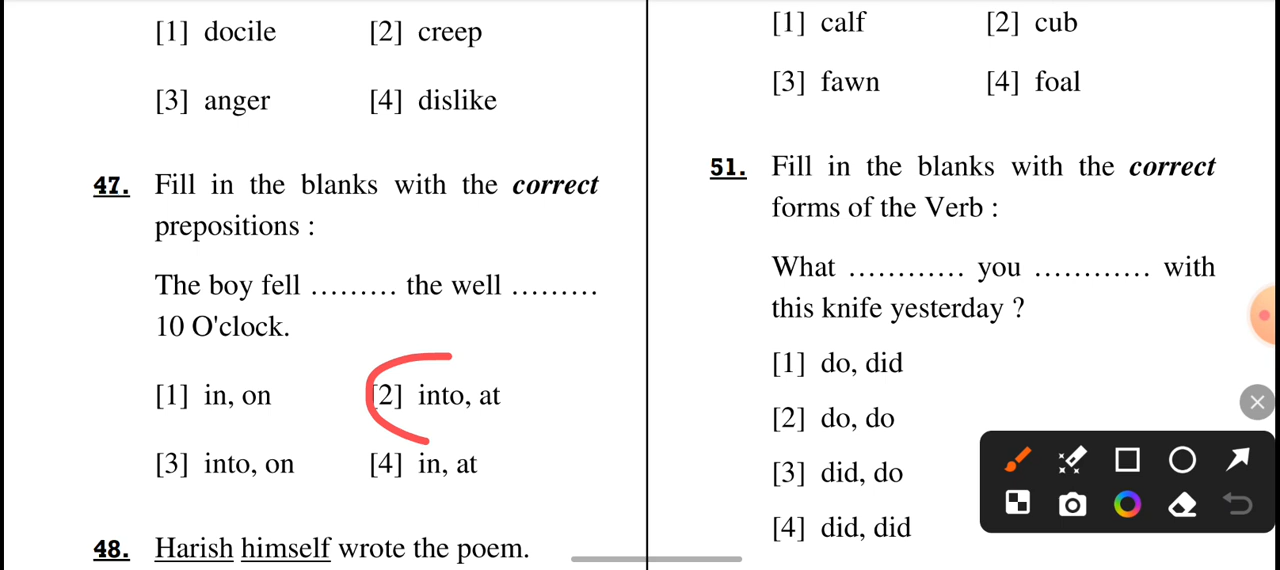 [1] docile [2] creep
[3] anger [4] dislike
47. Fill in the blanks with the correct
prepositions :
The boy fell ......... the well .........
10 O'clock.
[1] in, on [2] into, at
[3] into, on [4] in, at
48. Harish himself wrote the poem.
[1] calf [2] cub
[3] fawn [4] foal
51. Fill in the blanks with the correct
forms of the Verb :
What ............ you ............ with
this knife yesterday ?
[1] do, did
[2] do, do
[3] did, do
[4] did, did